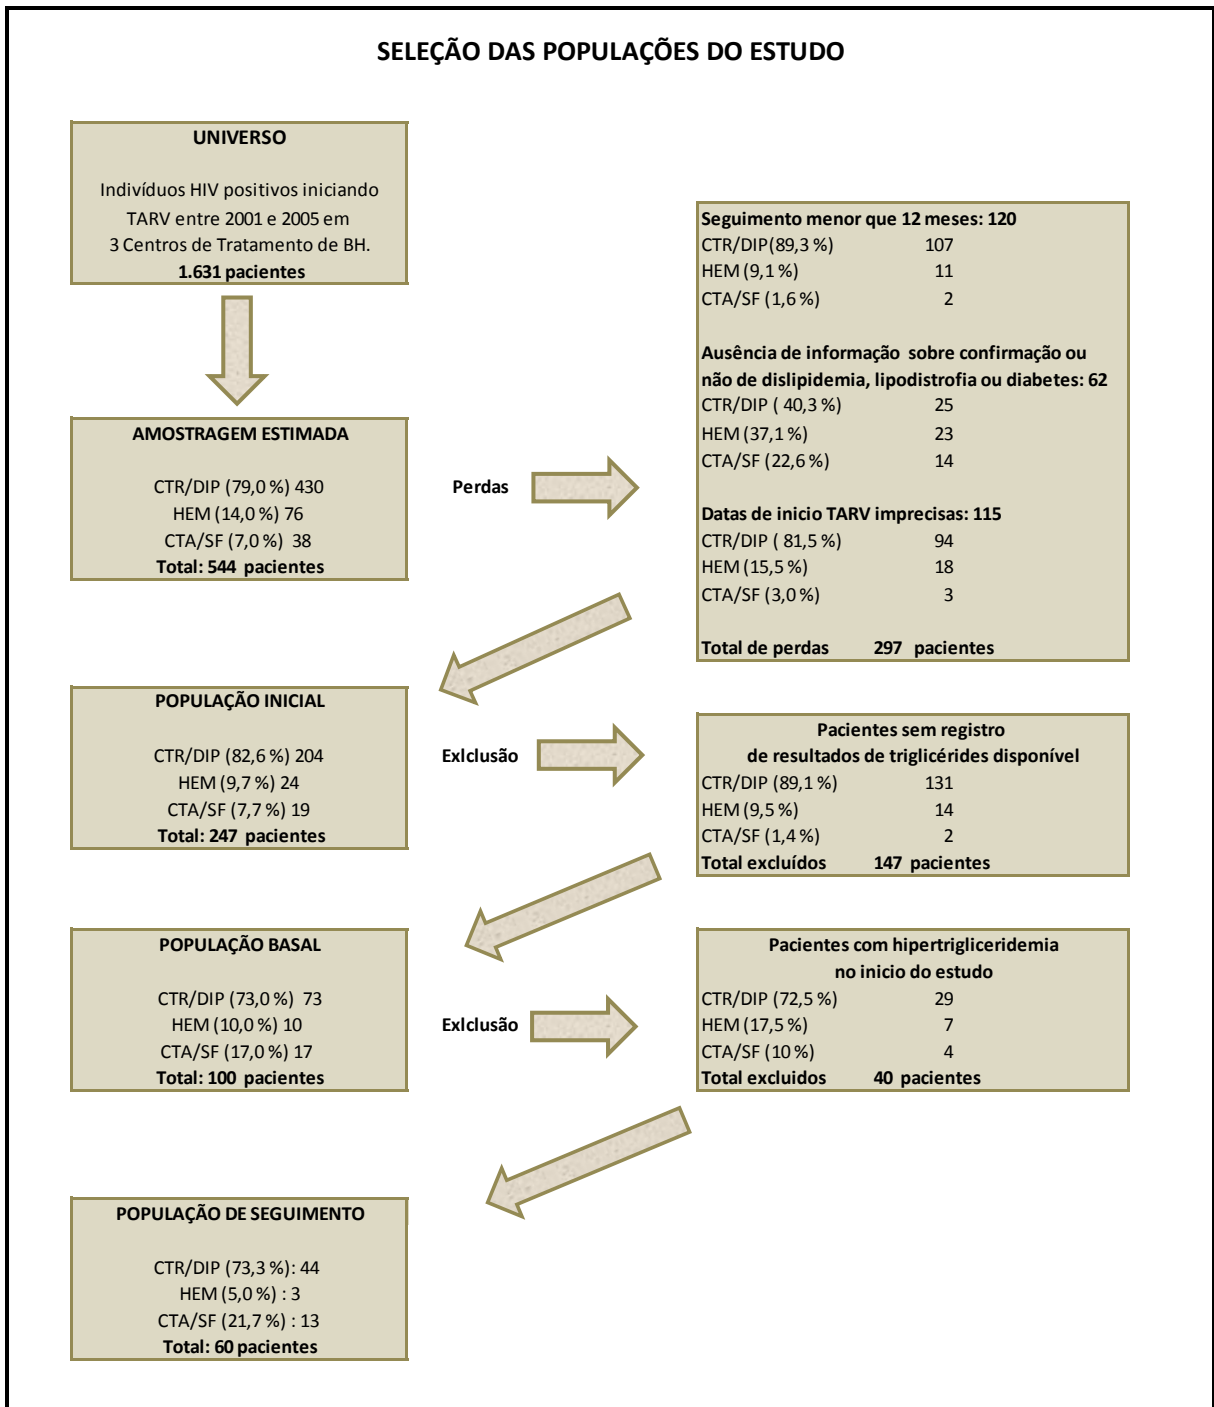 SELEÇÃO DAS POPULAÇÕES DO ESTUDO
UNIVERSO
Indivíduos HIV positivos iniciando
TARV entre 2001 e 2005 em
3 Centros de Tratamento de BH.
1.631 pacientes
AMOSTRAGEM ESTIMADA
CTR/DIP (79,0 %) 430
HEM (14,0 %) 76
CTA/SF (7,0 %) 38
Total: 544 pacientes
Perdas
Seguimento menor que 12 meses: 120
CTR/DIP(89,3 %) 107
HEM (9,1 %) 11
CTA/SF (1,6 %) 2
Ausência de informação sobre confirmação ou
não de dislipidemia, lipodistrofia ou diabetes: 62
CTR/DIP ( 40,3 %) 25
HEM (37,1 %) 23
CTA/SF (22,6 %) 14
Datas de inicio TARV imprecisas: 115
CTR/DIP ( 81,5 %) 94
HEM (15,5 %) 18
CTA/SF (3,0 %) 3
Total de perdas 297 pacientes
POPULAÇÃO INICIAL
CTR/DIP (82,6 %) 204
HEM (9,7 %) 24
CTA/SF (7,7 %) 19
Total: 247 pacientes
Exlclusão
Pacientes sem registro
de resultados de triglicérides disponível
CTR/DIP (89,1 %) 131
HEM (9,5 %) 14
CTA/SF (1,4 %) 2
Total excluídos 147 pacientes
POPULAÇÃO BASAL
CTR/DIP (73,0 %) 73
HEM (10,0 %) 10
CTA/SF (17,0 %) 17
Total: 100 pacientes
Exlclusão
Pacientes com hipertrigliceridemia
no inicio do estudo
CTR/DIP (72,5 %) 29
HEM (17,5 %) 7
CTA/SF (10 %) 4
Total excluidos 40 pacientes
POPULAÇÃO DE SEGUIMENTO
CTR/DIP (73,3 %): 44
HEM (5,0 %) : 3
CTA/SF (21,7 %) : 13
Total: 60 pacientes